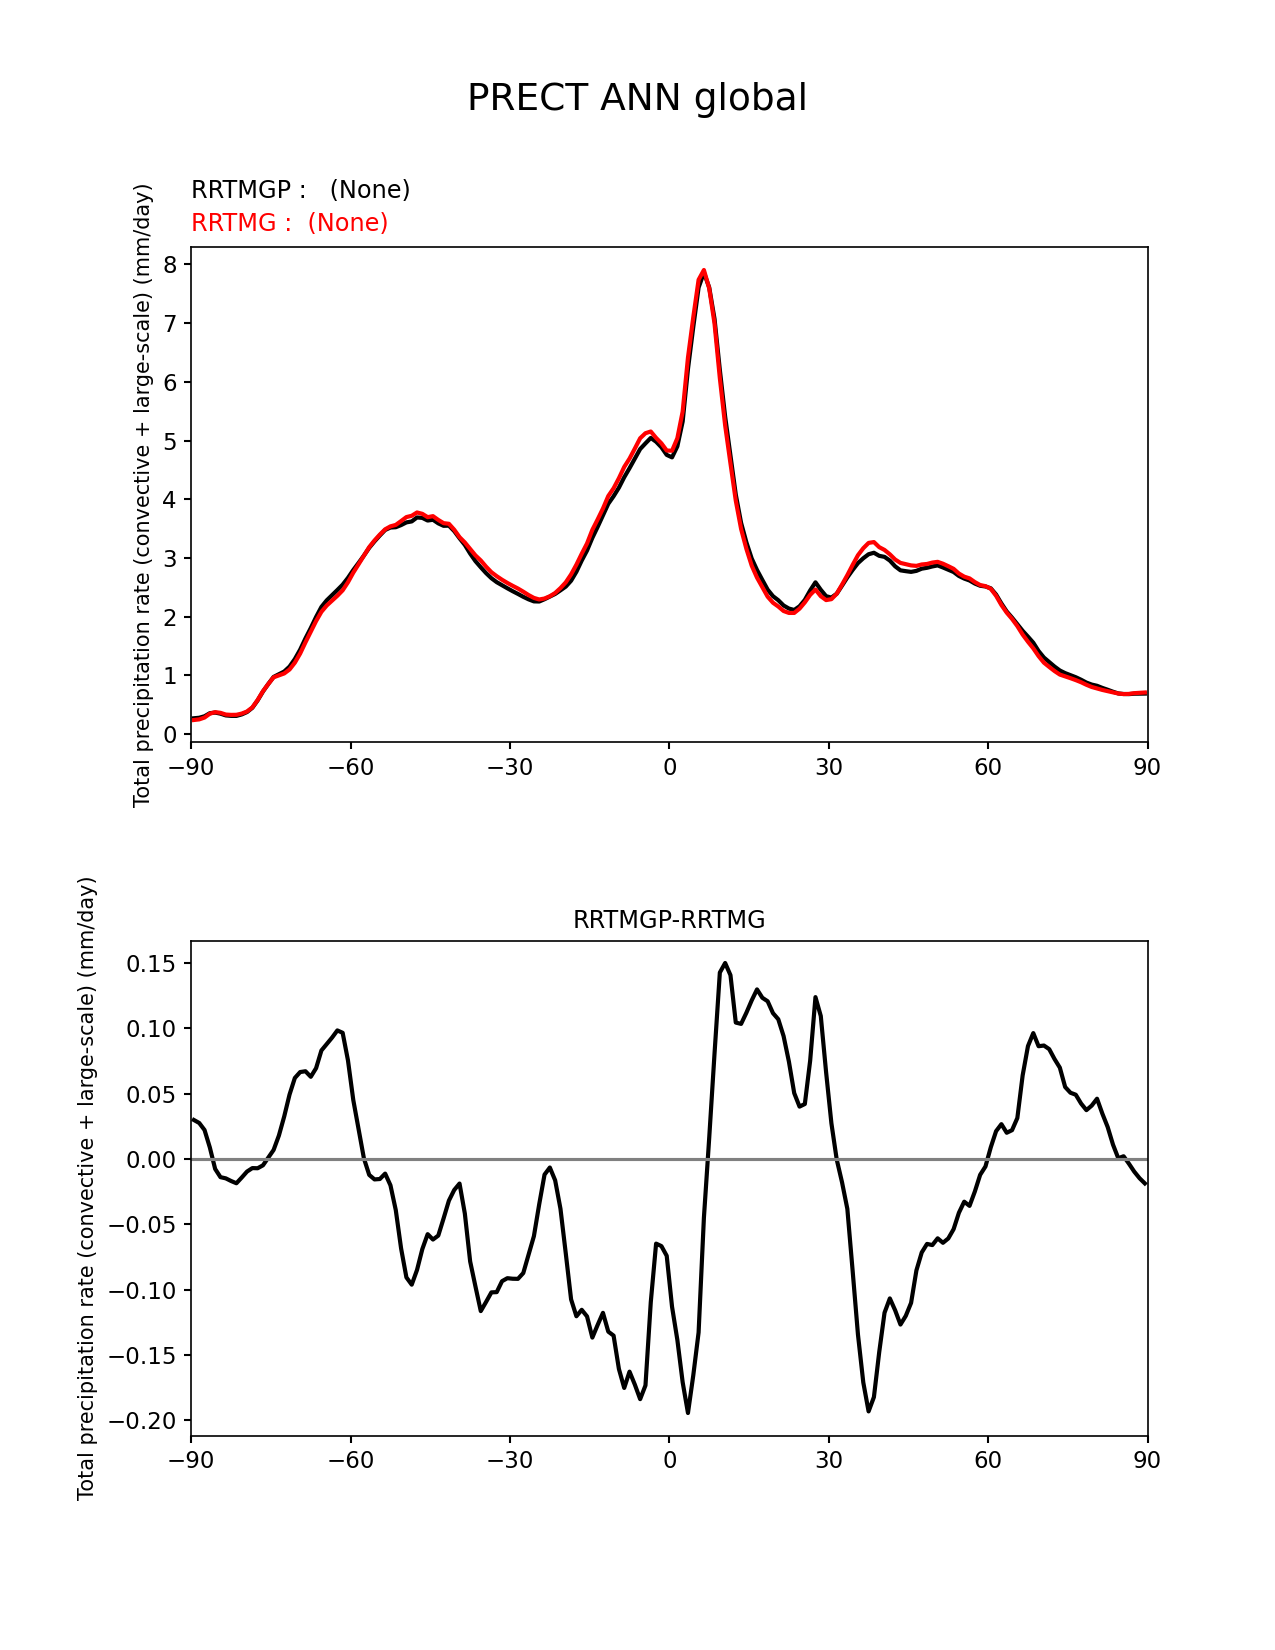 PRECT ANN global
RRTMGP :   (None)
RRTMG :  (None)
Total precipitation rate (convective + large-scale) (mm/day)
8
7
6
5
4
3
2
1
0
−90 −60 −30 0 30 60 90
RRTMGP-RRTMG
Total precipitation rate (convective + large-scale) (mm/day)
0.15
0.10
0.05
0.00
−0.05
−0.10
−0.15
−0.20
−90 −60 −30 0 30 60 90